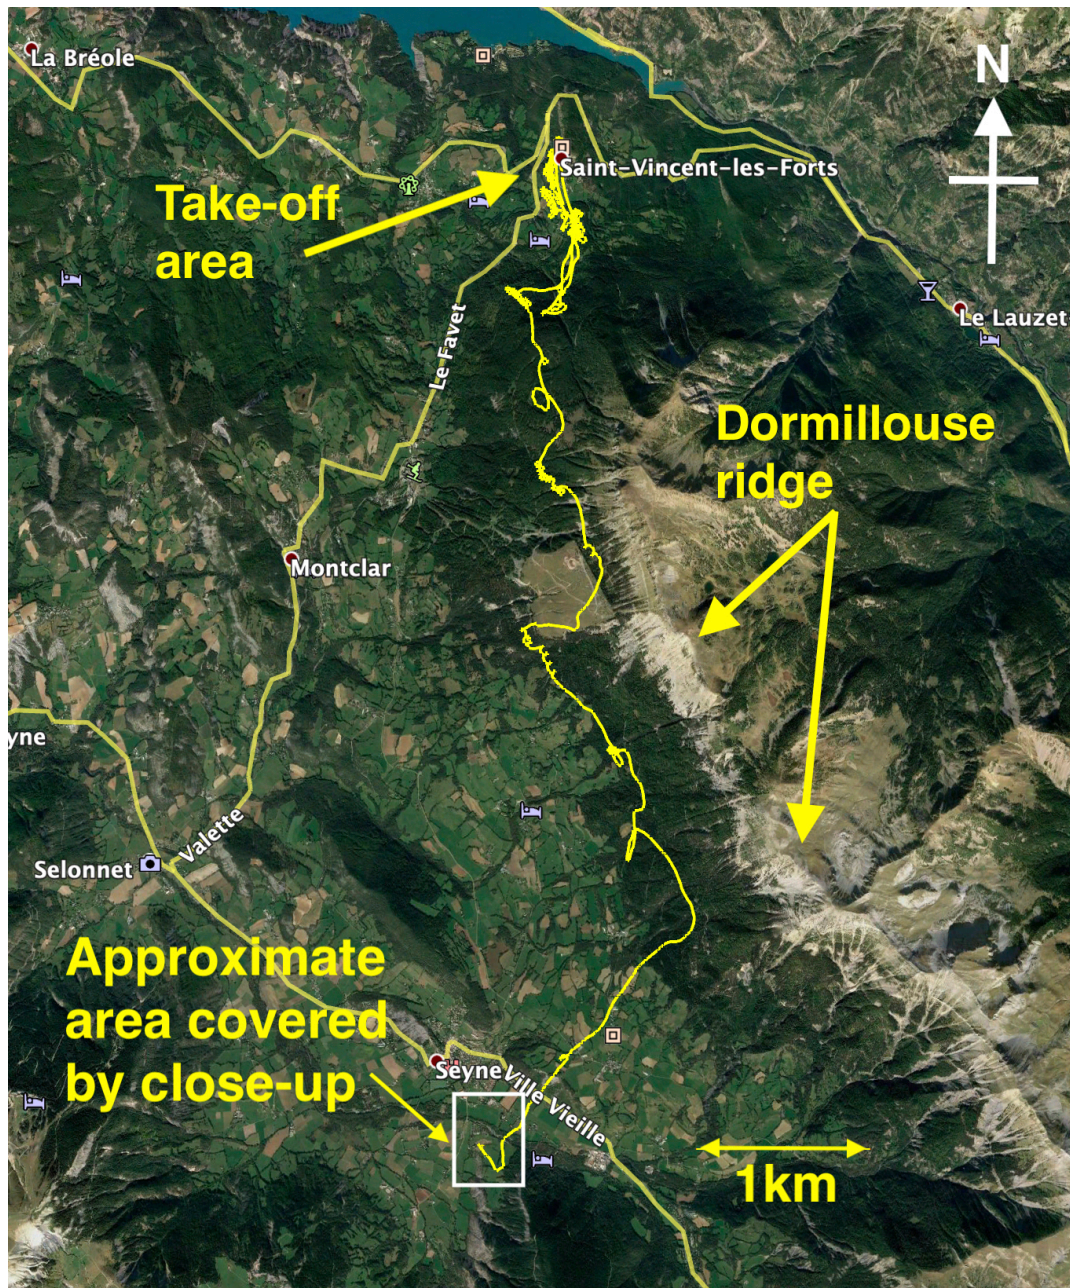 La Bréole
N
Saint-Vincent-les-Forts
Take-off
area
Le Lauzet
Le Favet
Dormillouse
ridge
Montclar
yne
Valette
Selonnet
Approximate
area covered
by close-up
Seyne
Ville Vieille
1km